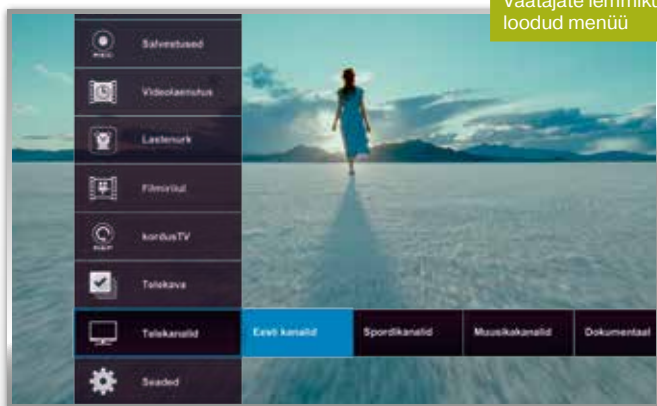 Vaatajate lemmiku
loodud menüü
Salvestused
Videolaenutus
Lastenurk
Filmiriiul
kordusTV
Telekava
Telekanalid
Eesti kanalid
Spordikanalid
Muusikakanalid
Dokumentaal
Seaded